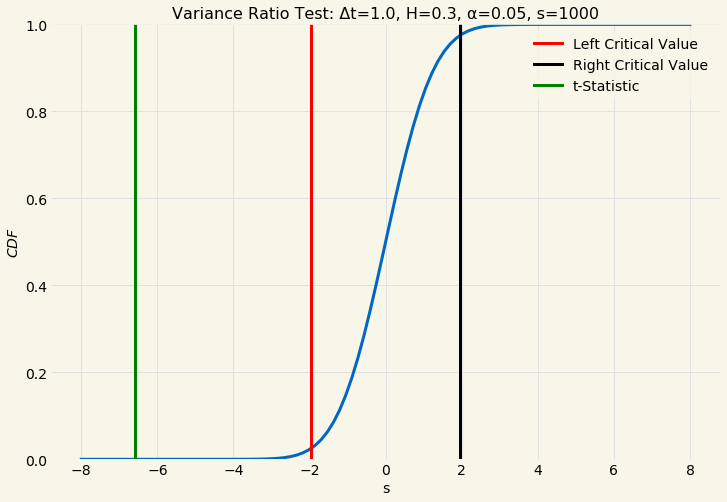 Variance Ratio Test: Δt=1.0, H=0.3, α=0.05, s=1000
Left Critical Value
Right Critical Value
t-Statistic
CDF
1.0
0.8
0.6
0.4
0.2
0.0
−8 −6 −4 −2 0 2 4 6 8
s